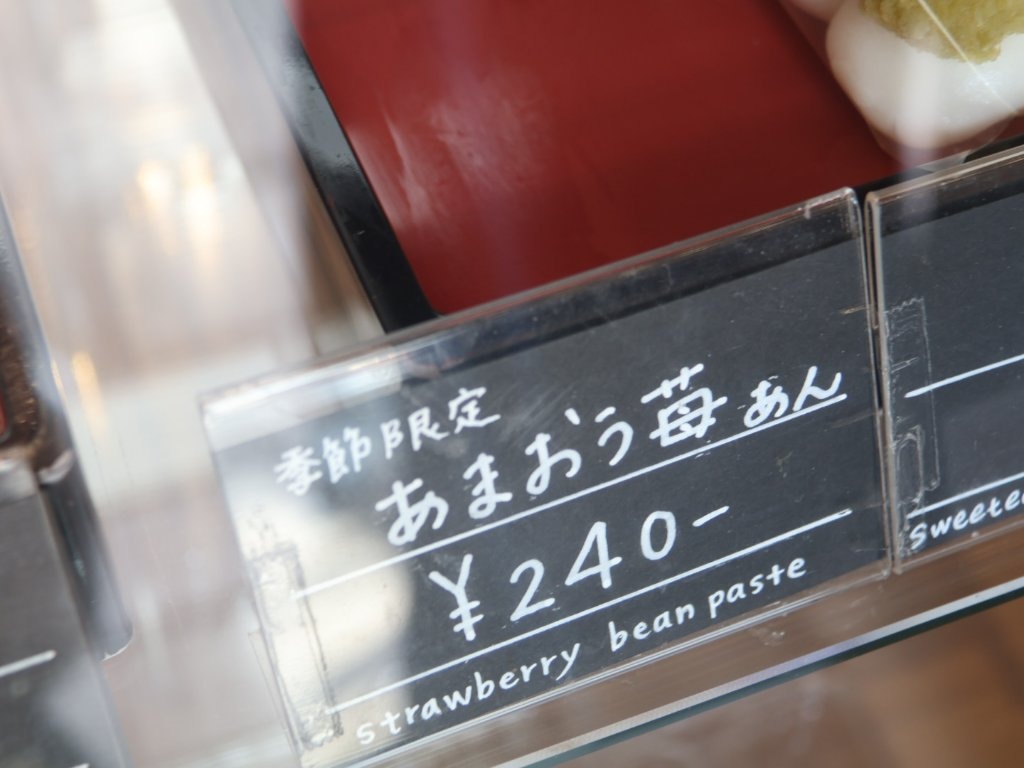 季節限定
あまおう苺あん
¥240-
strawberry bean paste
Sweete